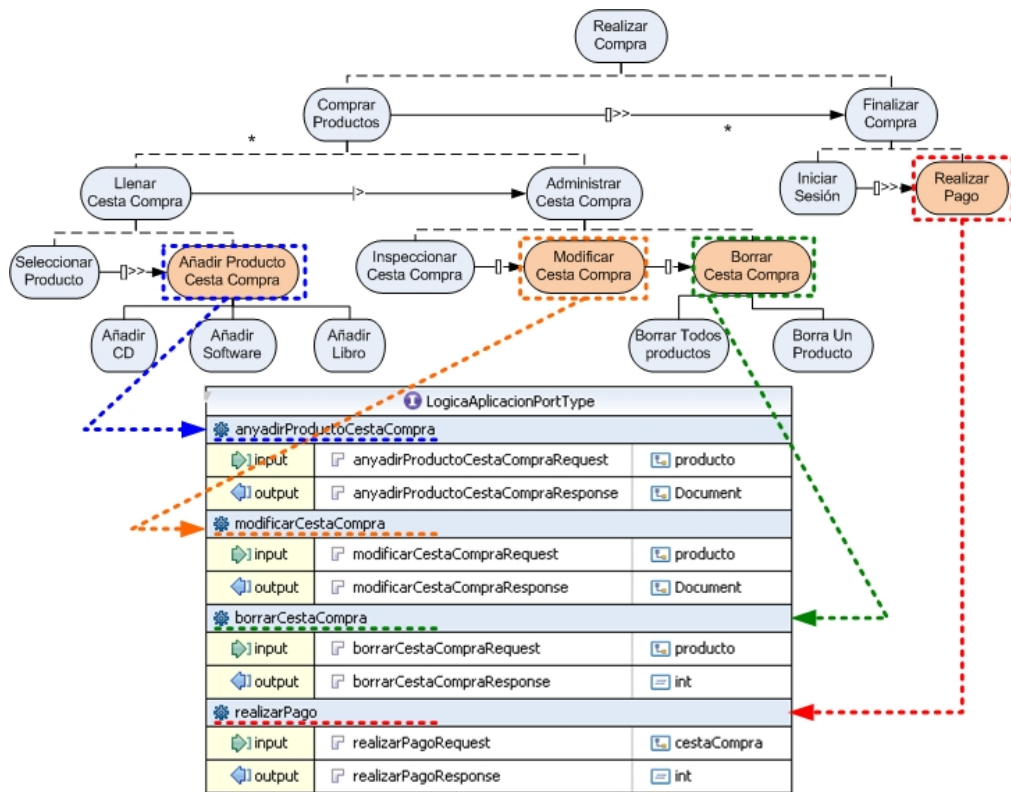 Realizar
Compra
Comprar
Productos
[]>>
Finalizar
Compra
*
*
Llenar
Cesta Compra
|>
Administrar
Cesta Compra
Iniciar
Sesión
[]>>
Realizar
Pago
Seleccionar
Producto
[]>>
Añadir Producto
Cesta Compra
Inspeccionar
Cesta Compra
[]
Modificar
Cesta Compra
[]
Borrar
Cesta Compra
Añadir
CD
Añadir
Software
Añadir
Libro
Borrar Todos
productos
Borra Un
Producto
I LogicaAplicacionPortType
anyadirProductoCestaCompra
input anyadirProductoCestaCompraRequest producto
output anyadirProductoCestaCompraResponse Document
modificarCestaCompra
input modificarCestaCompraRequest producto
output modificarCestaCompraResponse Document
borrarCestaCompra
input borrarCestaCompraRequest producto
output borrarCestaCompraResponse int
realizarPago
input realizarPagoRequest cestaCompra
output realizarPagoResponse int